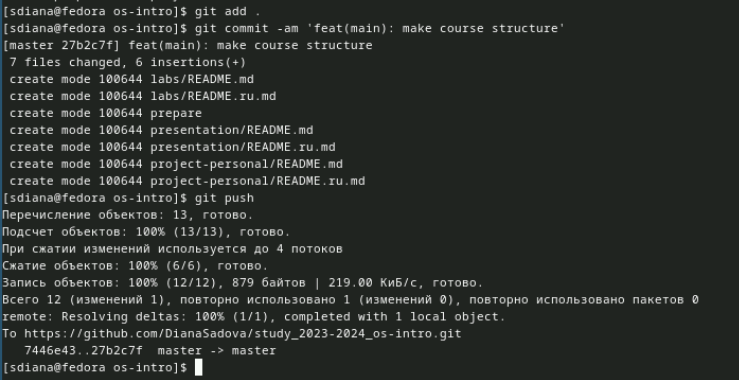 [sdiana@fedora os-intro]$ git add .
[sdiana@fedora os-intro]$ git commit -am 'feat(main): make course structure'
[master 27b2c7f] feat(main): make course structure
 7 files changed, 6 insertions(+)
 create mode 100644 labs/README.md
 create mode 100644 labs/README.ru.md
 create mode 100644 prepare
 create mode 100644 presentation/README.md
 create mode 100644 presentation/README.ru.md
 create mode 100644 project-personal/README.md
 create mode 100644 project-personal/README.ru.md
[sdiana@fedora os-intro]$ git push
Перечисление объектов: 13, готово.
Подсчет объектов: 100% (13/13), готово.
При сжатии изменений используется до 4 потоков
Сжатие объектов: 100% (6/6), готово.
Запись объектов: 100% (12/12), 879 байтов | 219.00 КиБ/с, готово.
Всего 12 (изменений 1), повторно использовано 1 (изменений 0), повторно использовано пакетов 0
remote: Resolving deltas: 100% (1/1), completed with 1 local object.
To https://github.com/DianaSadova/study_2023-2024_os-intro.git
   7446e43..27b2c7f  master -> master
[sdiana@fedora os-intro]$